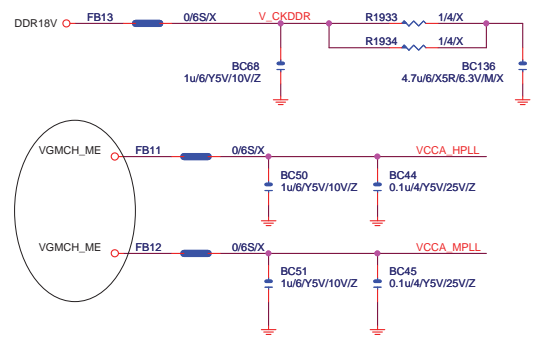 DDR18V FB13 0/6S/X V_CKDDR R1933 1/4/X
R1934 1/4/X
BC68
1u/6/Y5V/10V/Z
BC136
4.7u/6/X5R/6.3V/M/X
VGMCH_ME FB11 0/6S/X VCCA_HPLL
BC50
1u/6/Y5V/10V/Z
BC44
0.1u/4/Y5V/25V/Z
VGMCH_ME FB12 0/6S/X VCCA_MPLL
BC51
1u/6/Y5V/10V/Z
BC45
0.1u/4/Y5V/25V/Z